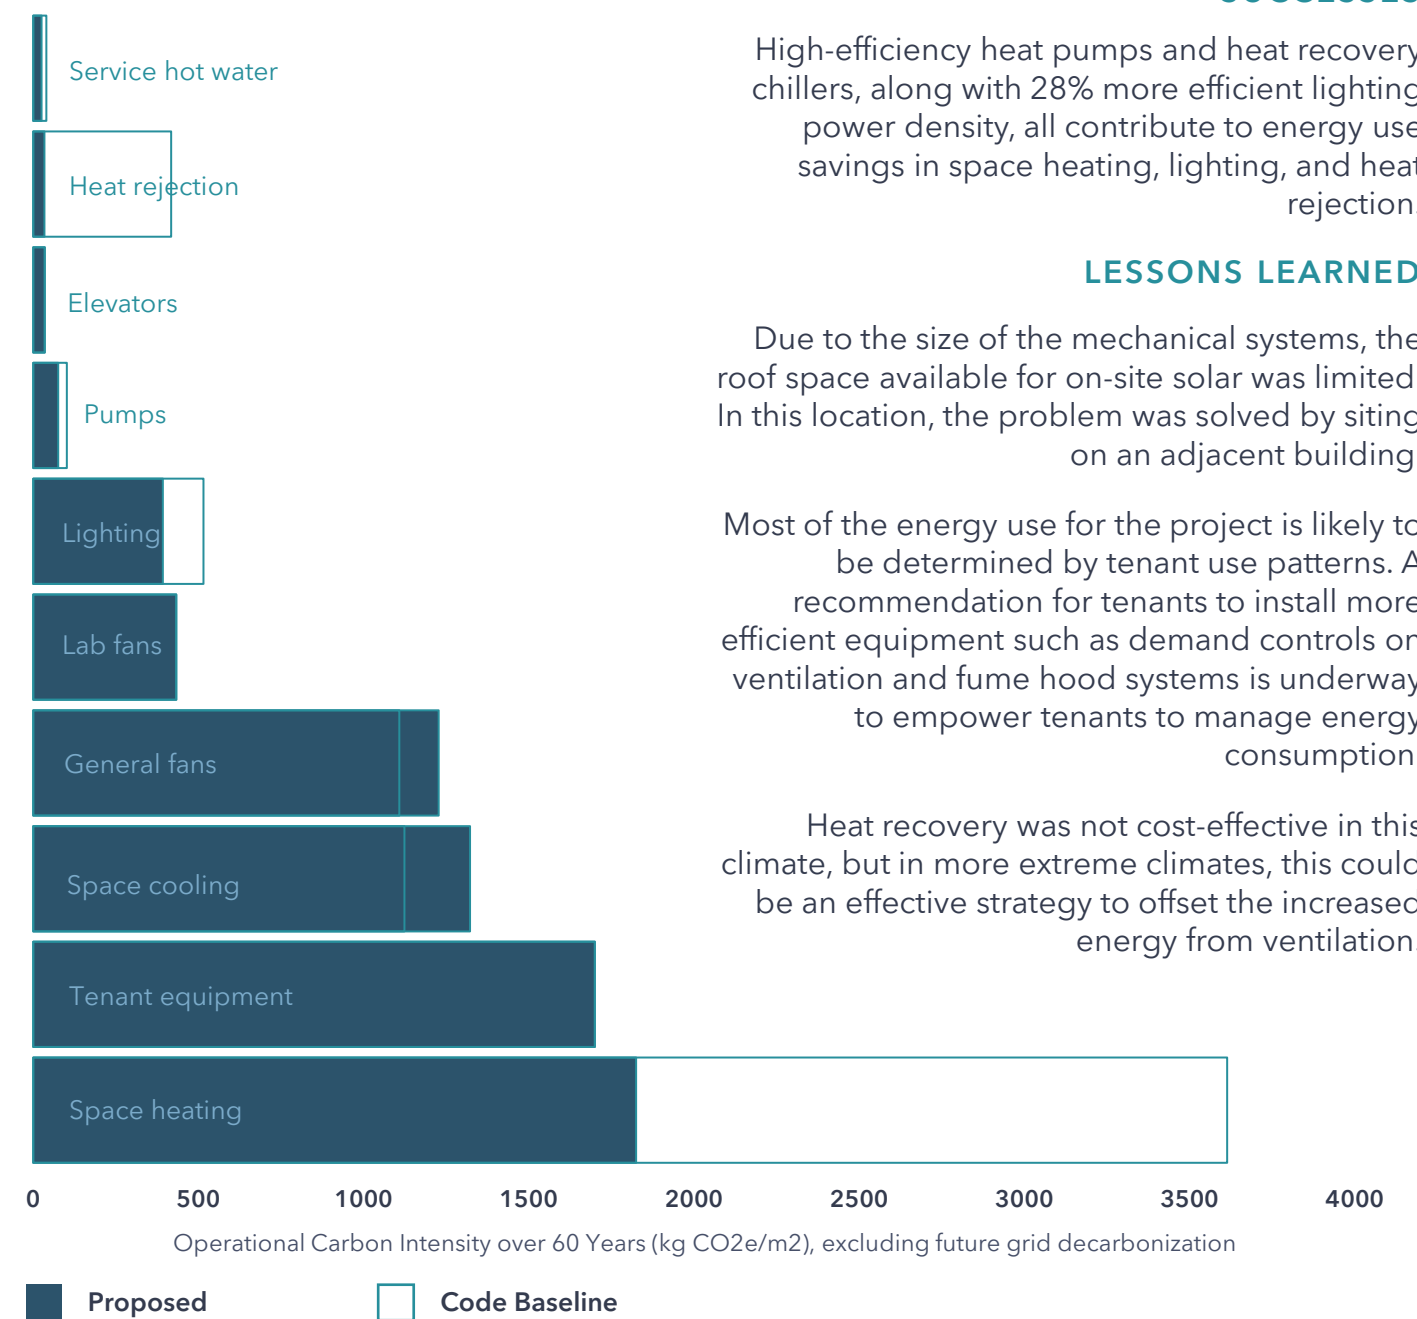 Service hot water
Heat rejection
Elevators
Pumps
Lighting
Lab fans
General fans
Space cooling
Tenant equipment
Space heating
0 500 1000 1500 2000 2500 3000 3500 4000
Operational Carbon Intensity over 60 Years (kg CO2e/m2), excluding future grid decarbonization
Proposed
Code Baseline
High-efficiency heat pumps and heat recovery
chillers, along with 28% more efficient lighting
power density, all contribute to energy use
savings in space heating, lighting, and heat
rejection.
LESSONS LEARNED
Due to the size of the mechanical systems, the
roof space available for on-site solar was limited.
In this location, the problem was solved by siting
on an adjacent building.
Most of the energy use for the project is likely to
be determined by tenant use patterns. A
recommendation for tenants to install more
efficient equipment such as demand controls on
ventilation and fume hood systems is underway
to empower tenants to manage energy
consumption.
Heat recovery was not cost-effective in this
climate, but in more extreme climates, this could
be an effective strategy to offset the increased
energy from ventilation.